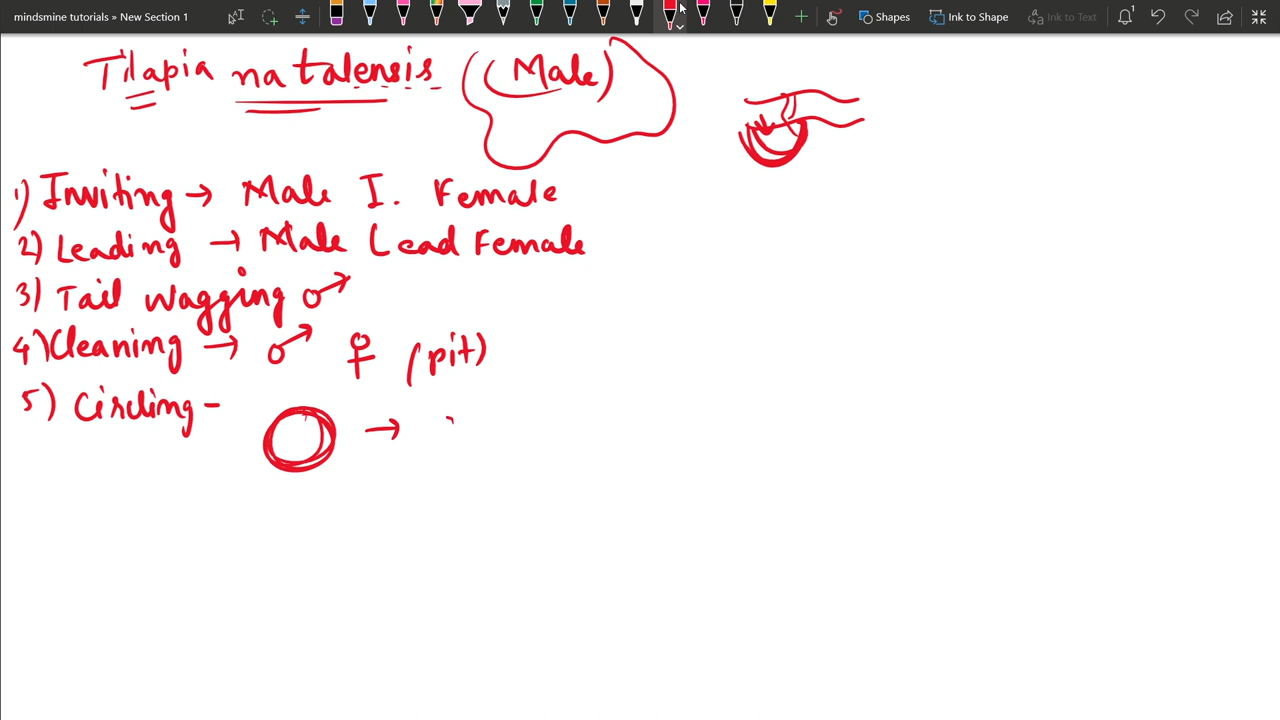 mindsmine tutorials » New Section 1
Shapes Ink to Shape Ink to Text 1
Tilapia natalensis (Male)
1) Inviting → Male I. Female
2) Leading → Male Lead Female
3) Tail wagging ♂
4) Cleaning → ♂ ♀ (pit)
5) Circling - →